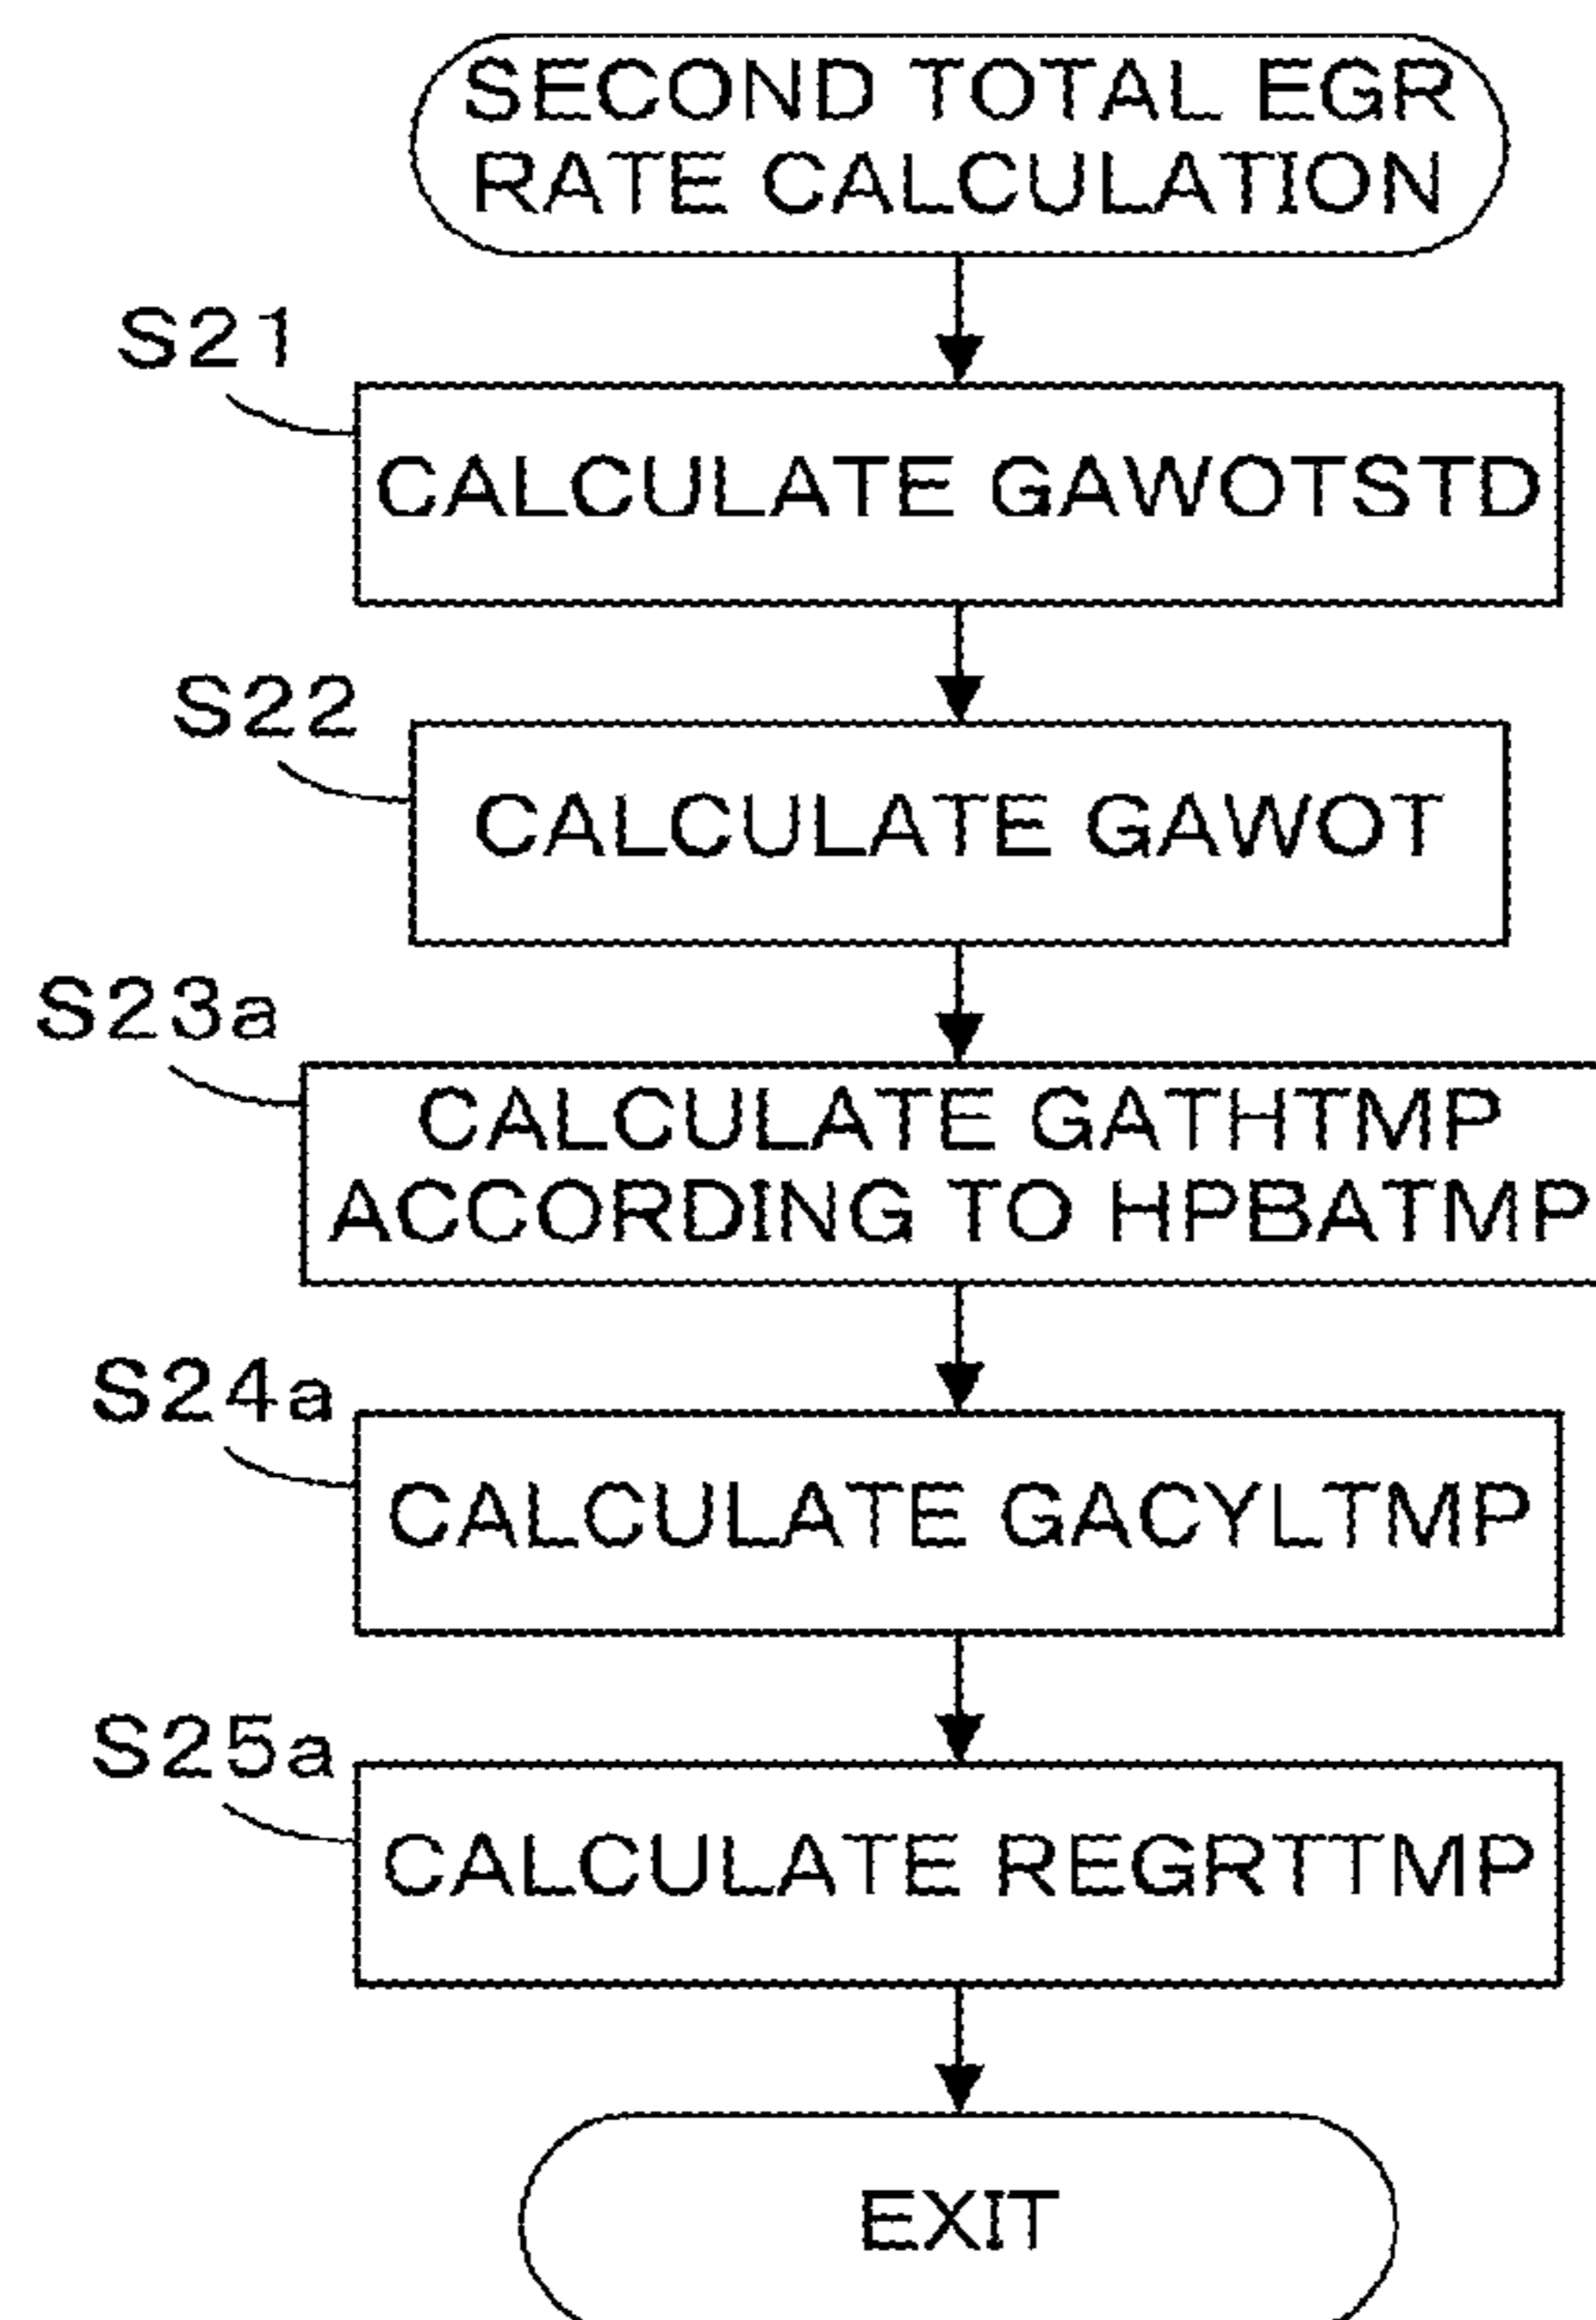 SECOND TOTAL EGR
RATE CALCULATION
S21
CALCULATE GAWOTSTD
S22
CALCULATE GAWOT
S23a
CALCULATE GATHTMP
ACCORDING TO HPBATMP
S24a
CALCULATE GACYLTMP
S25a
CALCULATE REGRTTMP
EXIT